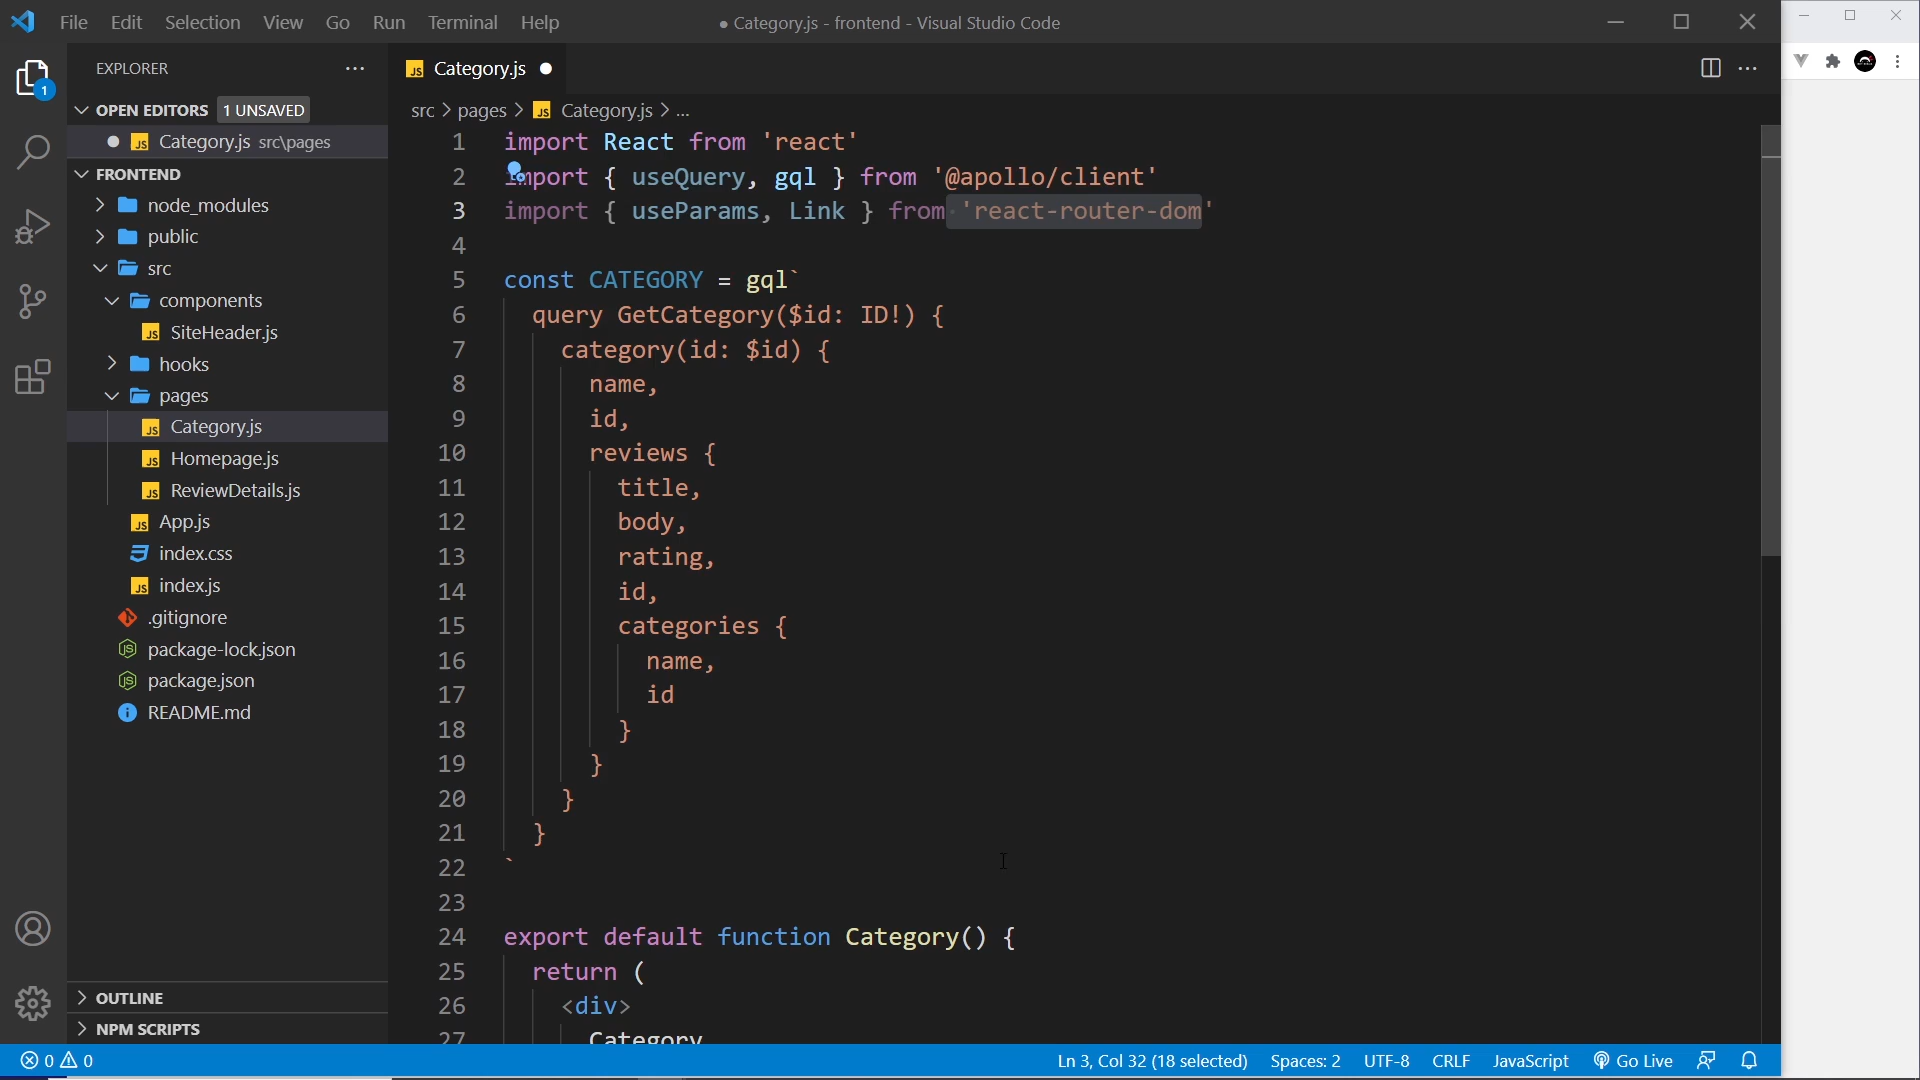 File Edit Selection View Go Run Terminal Help
● Category.js - frontend - Visual Studio Code
EXPLORER
OPEN EDITORS 1 UNSAVED
Category.js src\pages
FRONTEND
node_modules
public
src
components
SiteHeader.js
hooks
pages
Category.js
Homepage.js
ReviewDetails.js
App.js
index.css
index.js
.gitignore
package-lock.json
package.json
README.md
OUTLINE
NPM SCRIPTS
1
Category.js
src > pages > Category.js > ...
1 import React from 'react'
2 import { useQuery, gql } from '@apollo/client'
3 import { useParams, Link } from 'react-router-dom'
4
5 const CATEGORY = gql`
6 query GetCategory($id: ID!) {
7 category(id: $id) {
8 name,
9 id,
10 reviews {
11 title,
12 body,
13 rating,
14 id,
15 categories {
16 name,
17 id
18 }
19 }
20 }
21 }
22 `
23
24 export default function Category() {
25 return (
26 <div>
27 Category
0 0
Ln 3, Col 32 (18 selected) Spaces: 2 UTF-8 CRLF JavaScript Go Live